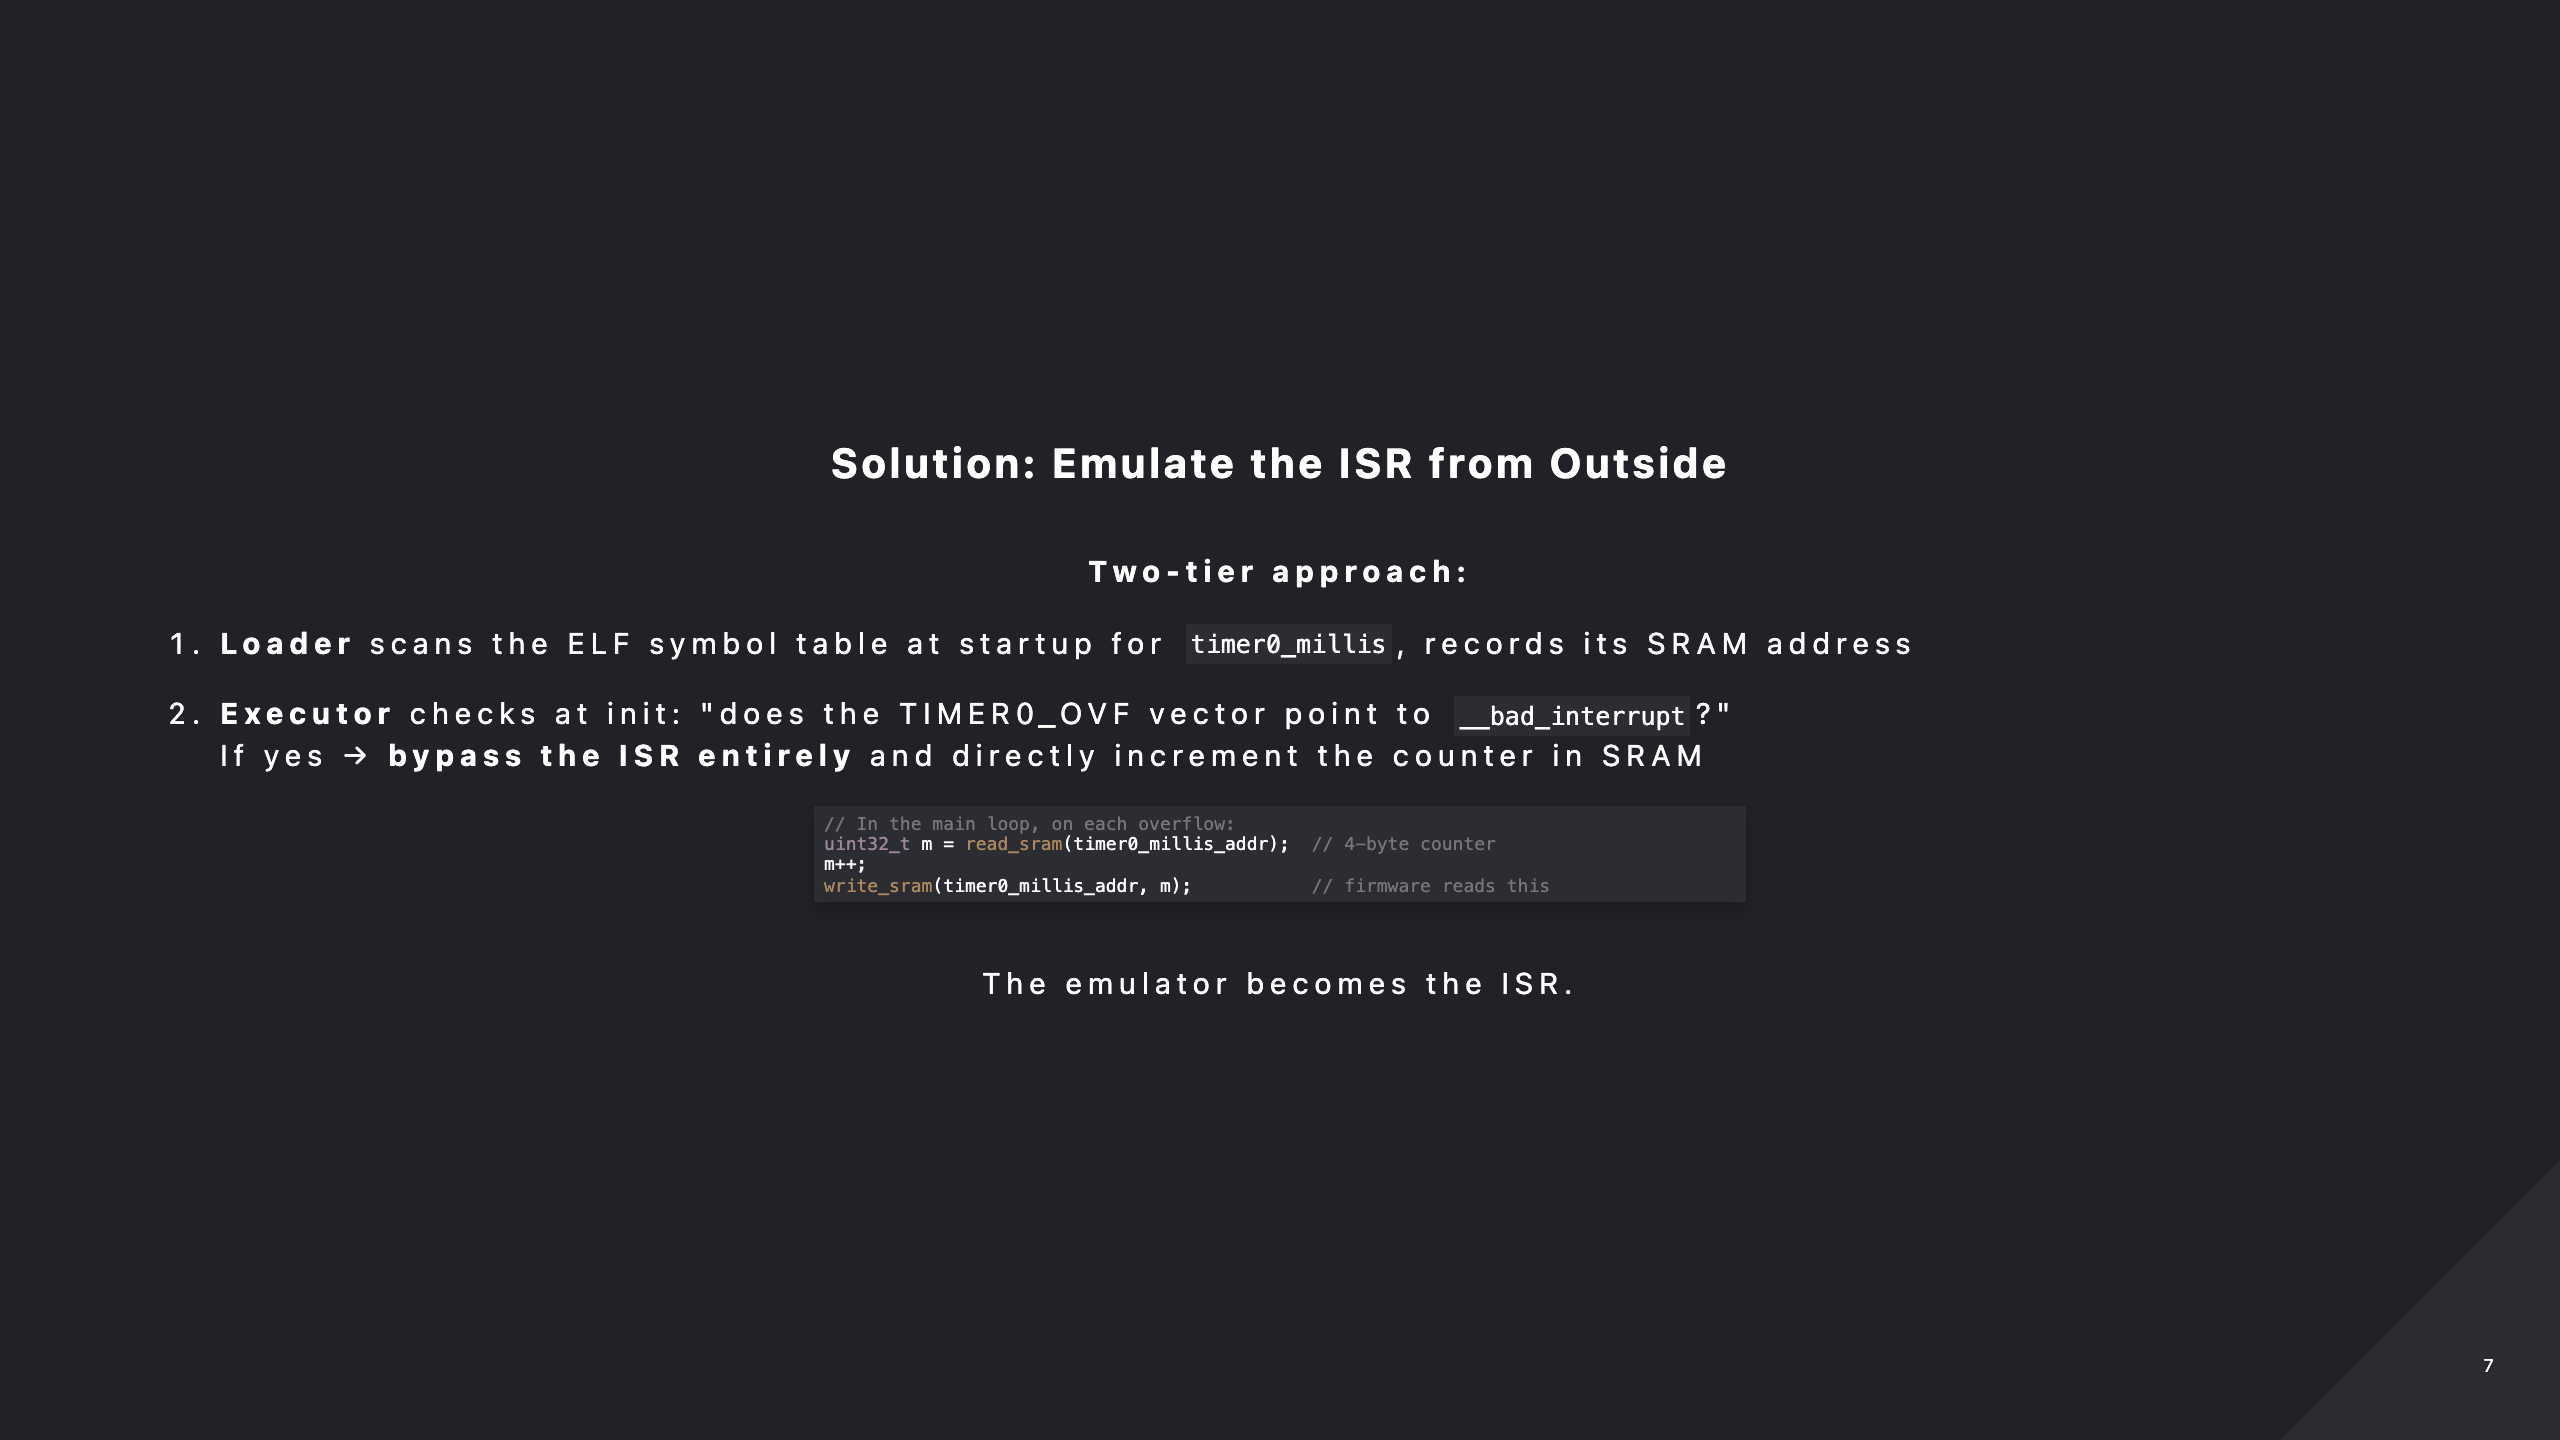 Solution: Emulate the ISR from Outside
Two-tier approach:
1. Loader scans the ELF symbol table at startup for timer0_millis, records its SRAM address
2. Executor checks at init: "does the TIMER0_OVF vector point to __bad_interrupt?"
If yes → bypass the ISR entirely and directly increment the counter in SRAM
// In the main loop, on each overflow:
uint32_t m = read_sram(timer0_millis_addr);  // 4-byte counter
m++;
write_sram(timer0_millis_addr, m);           // firmware reads this
The emulator becomes the ISR.
7